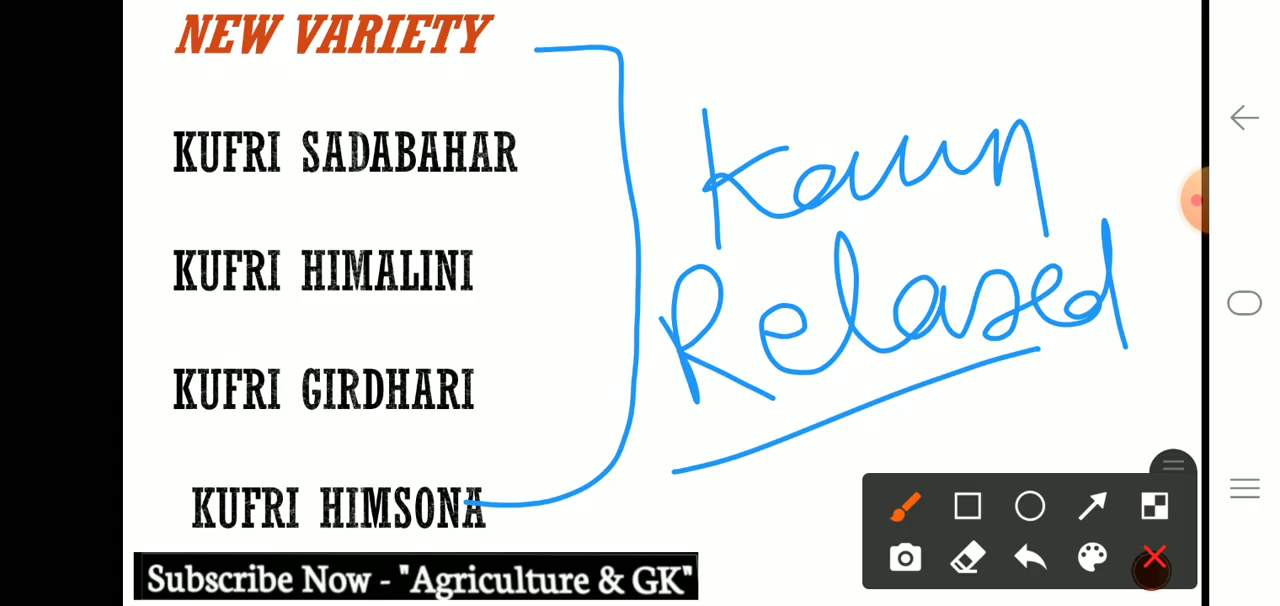 NEW VARIETY
KUFRI SADABAHAR
KUFRI HIMALINI
KUFRI GIRDHARI
KUFRI HIMSONA
Kaun
Relased
Subscribe Now - "Agriculture & GK"